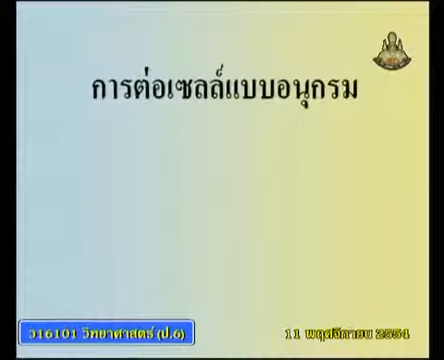 การต่อเซลล์แบบอนุกรม
ว16101 วิทยาศาสตร์ (ป.6)
11 พฤศจิกายน 2554